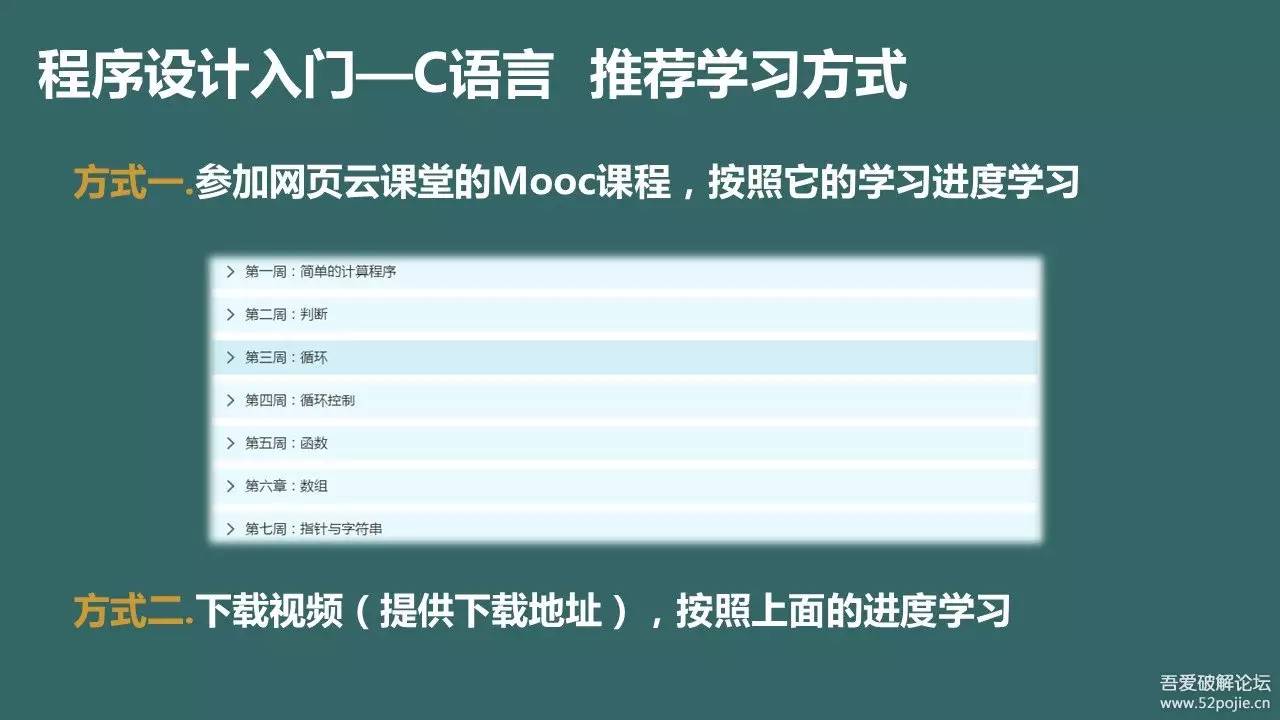 程序设计入门—C语言 推荐学习方式
方式一.参加网页云课堂的Mooc课程，按照它的学习进度学习
第一周：简单的计算程序
第二周：判断
第三周：循环
第四周：循环控制
第五周：函数
第六章：数组
第七周：指针与字符串
方式二.下载视频（提供下载地址），按照上面的进度学习
吾爱破解论坛
www.52pojie.cn